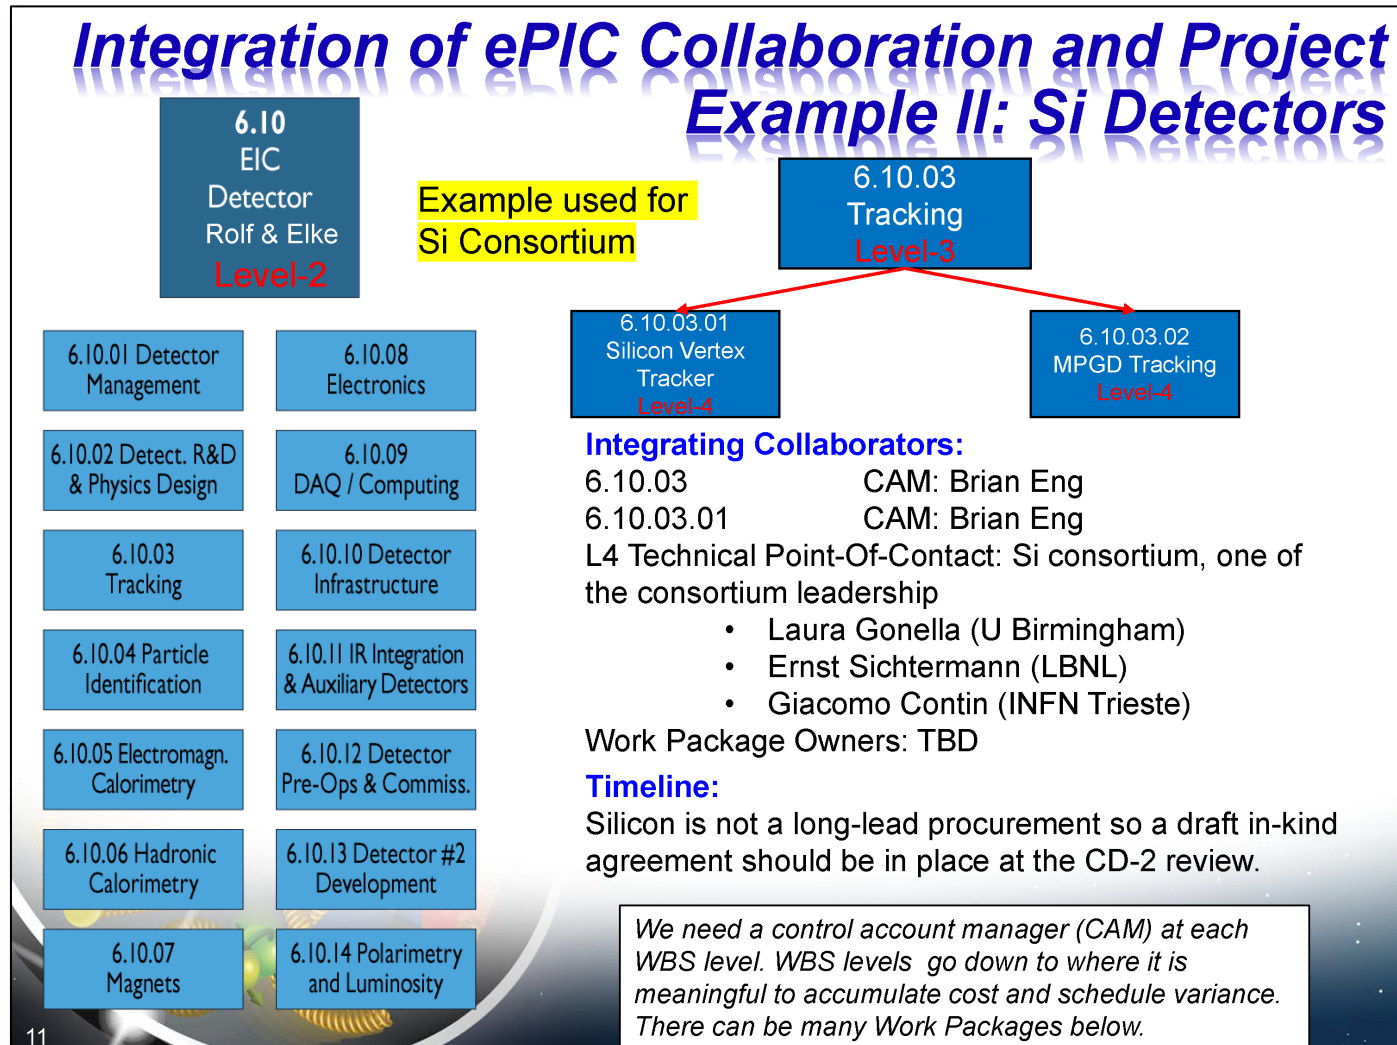 Integration of ePIC Collaboration and Project
Example II: Si Detectors
6.10
EIC
Detector
Rolf & Elke
Level-2
Example used for
Si Consortium
6.10.03
Tracking
Level-3
6.10.03.01
Silicon Vertex
Tracker
Level-4
6.10.03.02
MPGD Tracking
Level-4
6.10.01 Detector
Management
6.10.08
Electronics
6.10.02 Detect. R&D
& Physics Design
6.10.09
DAQ / Computing
6.10.03
Tracking
6.10.10 Detector
Infrastructure
6.10.04 Particle
Identification
6.10.11 IR Integration
& Auxiliary Detectors
6.10.05 Electromagn.
Calorimetry
6.10.12 Detector
Pre-Ops & Commiss.
6.10.06 Hadronic
Calorimetry
6.10.13 Detector #2
Development
6.10.07
Magnets
6.10.14 Polarimetry
and Luminosity
Integrating Collaborators:
6.10.03 CAM: Brian Eng
6.10.03.01 CAM: Brian Eng
L4 Technical Point-Of-Contact: Si consortium, one of
the consortium leadership
• Laura Gonella (U Birmingham)
• Ernst Sichtermann (LBNL)
• Giacomo Contin (INFN Trieste)
Work Package Owners: TBD
Timeline:
Silicon is not a long-lead procurement so a draft in-kind
agreement should be in place at the CD-2 review.
We need a control account manager (CAM) at each
WBS level. WBS levels go down to where it is
meaningful to accumulate cost and schedule variance.
There can be many Work Packages below.
11